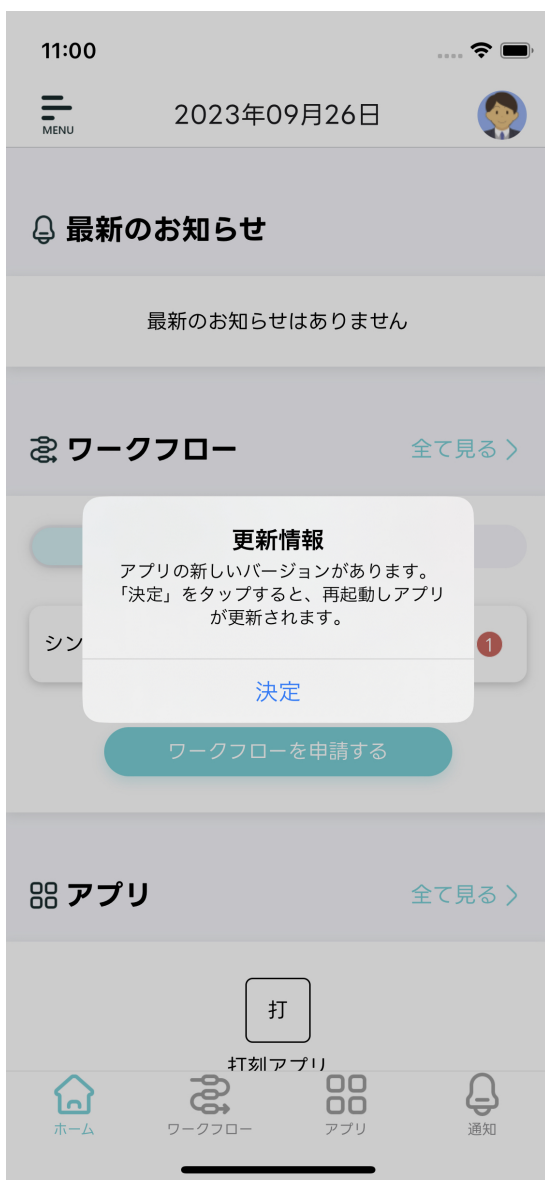 11:00
MENU
2023年09月26日
最新のお知らせ
最新のお知らせはありません
ワークフロー
全て見る
更新情報
アプリの新しいバージョンがあります。
「決定」をタップすると、再起動しアプリ
が更新されます。
シン
1
決定
ワークフローを申請する
アプリ
全て見る
打
打刻アプリ
ホーム
ワークフロー
アプリ
通知